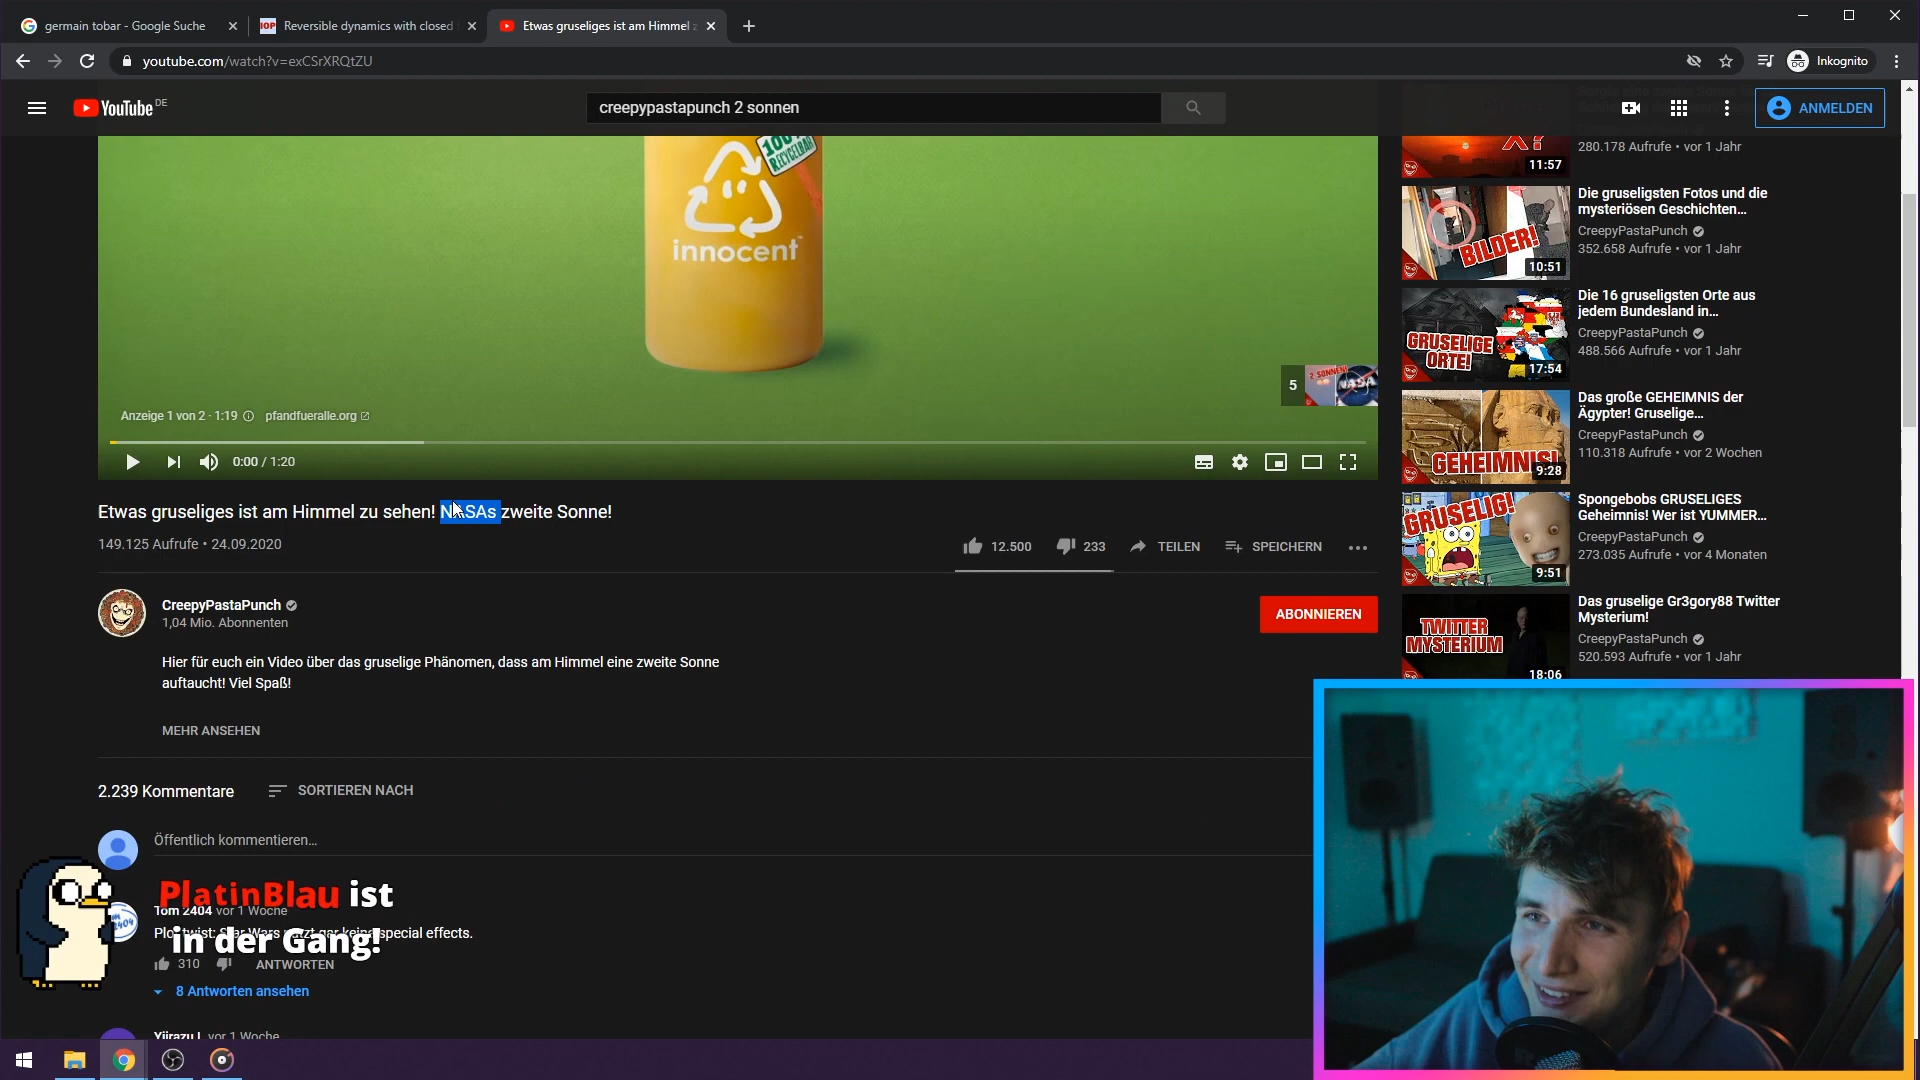 germain tobar - Google Suche
IOP Reversible dynamics with closed
Etwas gruseliges ist am Himmel z
youtube.com/watch?v=exCSrXRQtZU
Inkognito
YouTube DE
creepypastapunch 2 sonnen
ANMELDEN
100%
RECYCELBAR
innocent
5
2 SONNEN!
NASA
Anzeige 1 von 2 · 1:19
pfandfueralle.org
0:00 / 1:20
Etwas gruseliges ist am Himmel zu sehen! NASAs zweite Sonne!
149.125 Aufrufe • 24.09.2020
12.500
233
TEILEN
SPEICHERN
CreepyPastaPunch
1,04 Mio. Abonnenten
ABONNIEREN
Hier für euch ein Video über das gruselige Phänomen, dass am Himmel eine zweite Sonne
auftaucht! Viel Spaß!
MEHR ANSEHEN
2.239 Kommentare
SORTIEREN NACH
Öffentlich kommentieren...
PlatinBlau ist
in der Gang!
Tom 2404 vor 1 Woche
special effects.
310
ANTWORTEN
8 Antworten ansehen
vor 1 Woche
X?
11:57
280.178 Aufrufe • vor 1 Jahr
BILDER!
10:51
Die gruseligsten Fotos und die
mysteriösen Geschichten...
CreepyPastaPunch
352.658 Aufrufe • vor 1 Jahr
GRUSELIGE
ORTE!
17:54
Die 16 gruseligsten Orte aus
jedem Bundesland in...
CreepyPastaPunch
488.566 Aufrufe • vor 1 Jahr
GEHEIMNIS!
9:28
Das große GEHEIMNIS der
Ägypter! Gruselige...
CreepyPastaPunch
110.318 Aufrufe • vor 2 Wochen
GRUSELIG!
9:51
Spongebobs GRUSELIGES
Geheimnis! Wer ist YUMMER...
CreepyPastaPunch
273.035 Aufrufe • vor 4 Monaten
TWITTER
MYSTERIUM
18:06
Das gruselige Gr3gory88 Twitter
Mysterium!
CreepyPastaPunch
520.593 Aufrufe • vor 1 Jahr